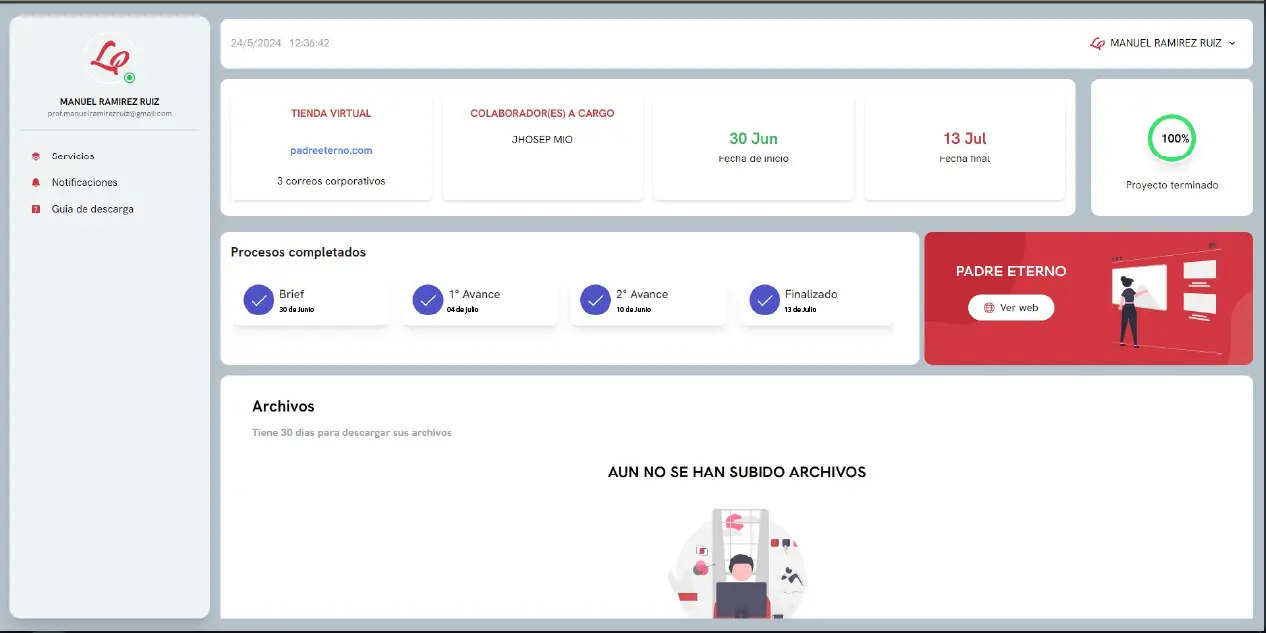 24/5/2024 12:36:42
MANUEL RAMIREZ RUIZ
MANUEL RAMIREZ RUIZ
prof.manuelramirezruiz@gmail.com
Servicios
Notificaciones
Guia de descarga
TIENDA VIRTUAL
padreeterno.com
3 correos corporativos
COLABORADOR(ES) A CARGO
JHOSEP MIO
30 Jun
Fecha de inicio
13 Jul
Fecha final
100%
Proyecto terminado
Procesos completados
Brief
30 de Junio
1° Avance
04 de julio
2° Avance
10 de Junio
Finalizado
13 de Julio
PADRE ETERNO
Ver web
Archivos
Tiene 30 dias para descargar sus archivos
AUN NO SE HAN SUBIDO ARCHIVOS